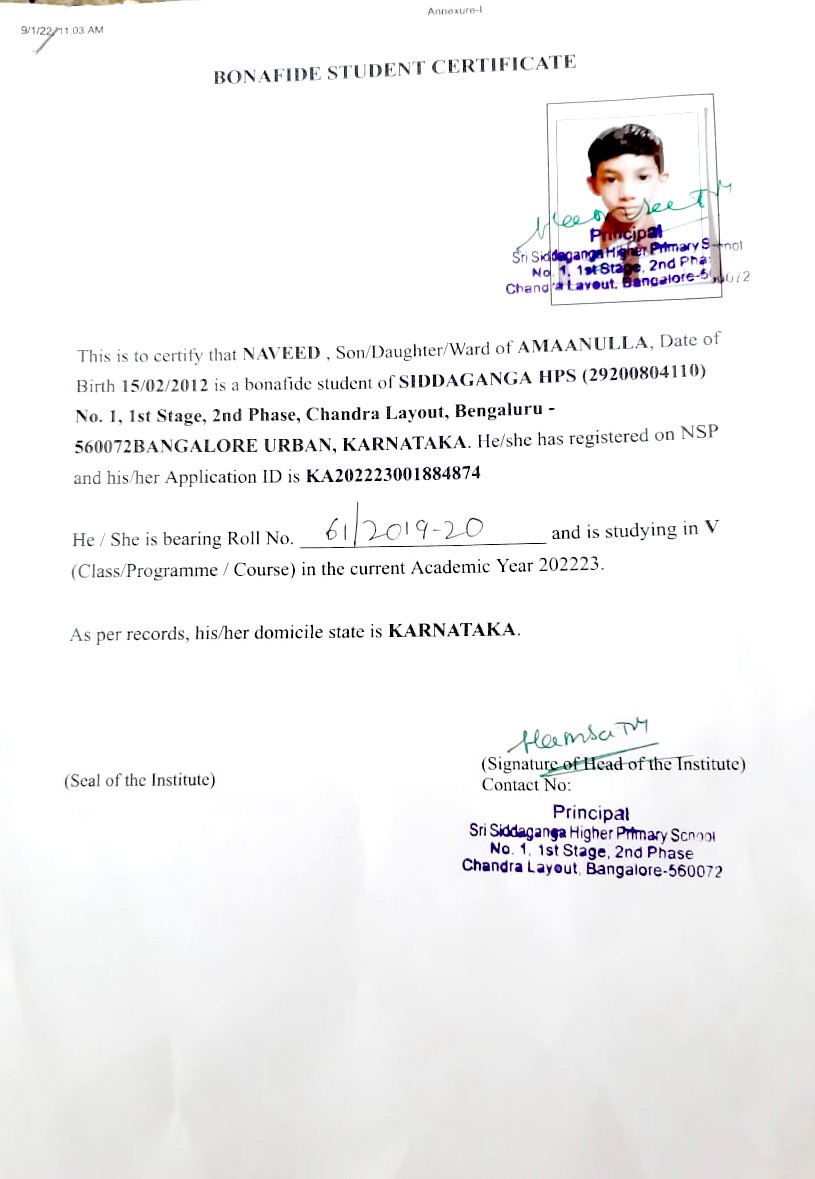 Annexure-I
9/1/22, 11:03 AM
BONAFIDE STUDENT CERTIFICATE
Principal
Sri Siddaganga Higher Primary
No. 1, 1st Stage, 2nd Pha
Chandra Layout, Bangalore-560072
This is to certify that NAVEED , Son/Daughter/Ward of AMAANULLA, Date of
Birth 15/02/2012 is a bonafide student of SIDDAGANGA HPS (29200804110)
No. 1, 1st Stage, 2nd Phase, Chandra Layout, Bengaluru -
560072BANGALORE URBAN, KARNATAKA. He/she has registered on NSP
and his/her Application ID is KA202223001884874
He / She is bearing Roll No. 61/2019-20 and is studying in V
(Class/Programme / Course) in the current Academic Year 202223.
As per records, his/her domicile state is KARNATAKA.
(Seal of the Institute)
(Signature of Head of the Institute)
Contact No:
Principal
Sri Siddaganga Higher Primary School
No. 1, 1st Stage, 2nd Phase
Chandra Layout, Bangalore-560072